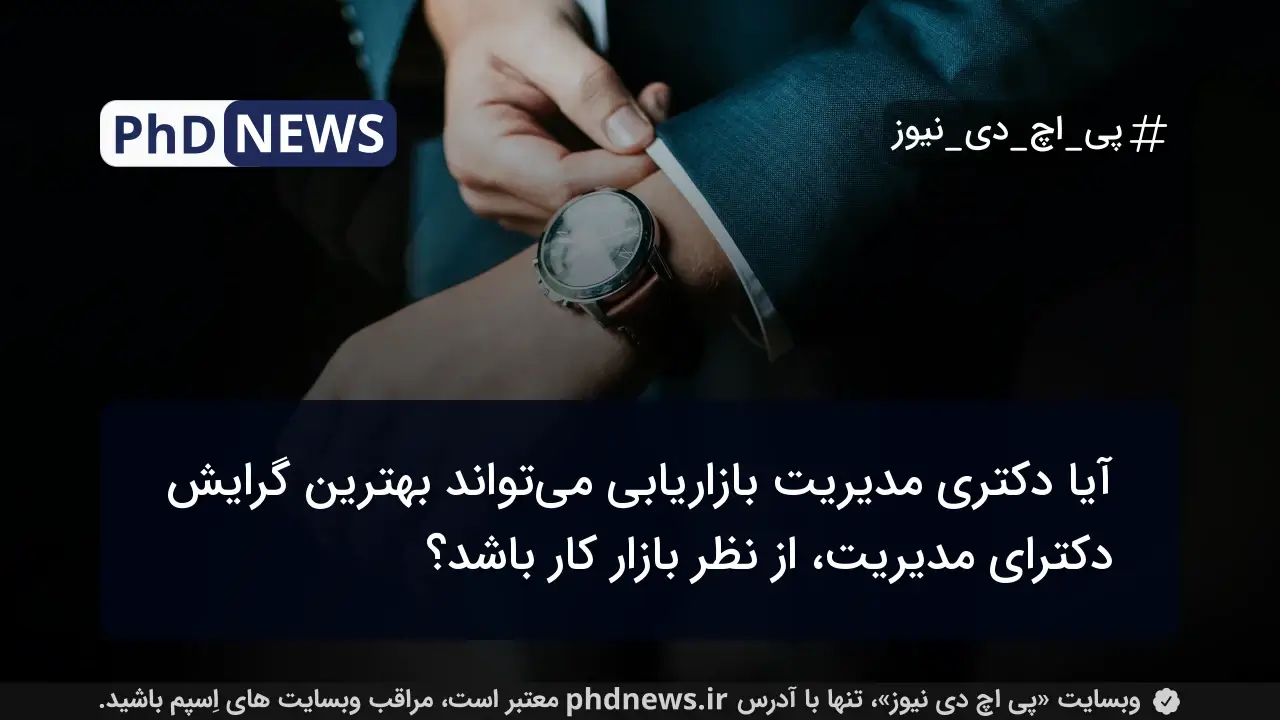 PhD NEWS
#پی_اچ_دی_نیوز
آیا دکتری مدیریت بازاریابی می‌تواند بهترین گرایش
دکترای مدیریت، از نظر بازار کار باشد؟
وبسایت «پی اچ دی نیوز»، تنها با آدرس phdnews.ir معتبر است، مراقب وبسایت های اِسپم باشید.